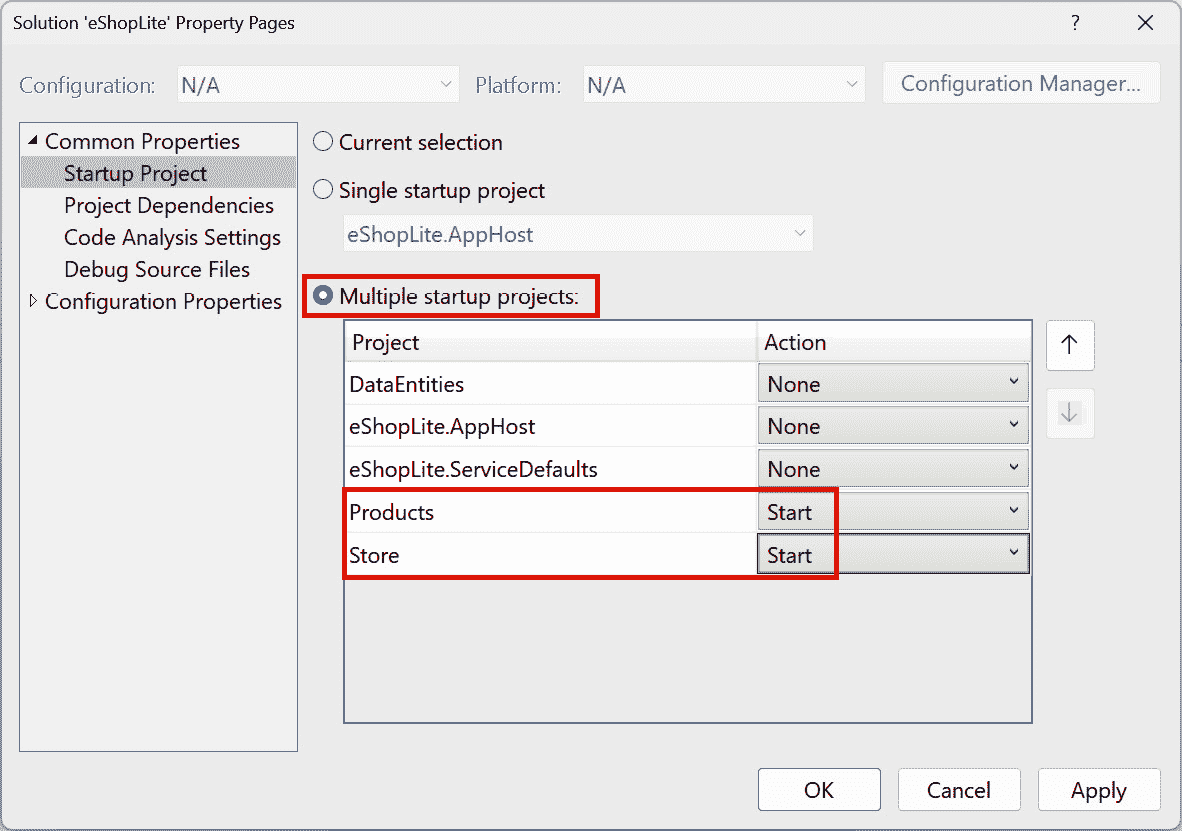 Solution 'eShopLite' Property Pages ?
Configuration: N/A Platform: N/A Configuration Manager...
Common Properties
Startup Project
Project Dependencies
Code Analysis Settings
Debug Source Files
Configuration Properties
Current selection
Single startup project
eShopLite.AppHost
Multiple startup projects:
Project Action
DataEntities None
eShopLite.AppHost None
eShopLite.ServiceDefaults None
Products Start
Store Start
OK Cancel Apply